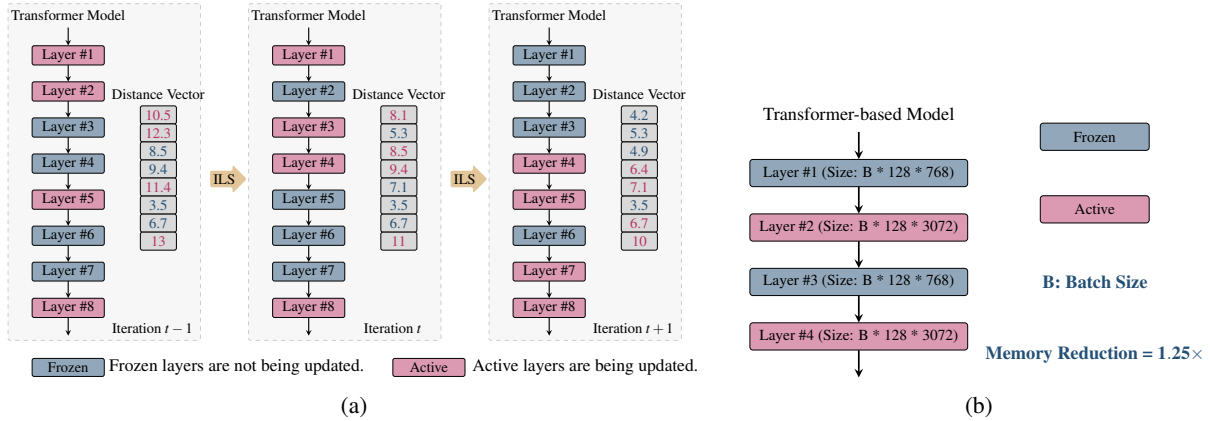 Transformer Model
Layer #1
Layer #2
Layer #3
Layer #4
Layer #5
Layer #6
Layer #7
Layer #8
Distance Vector
10.5
12.3
8.5
9.4
11.4
3.5
6.7
13
Iteration t − 1
ILS
Transformer Model
Layer #1
Layer #2
Layer #3
Layer #4
Layer #5
Layer #6
Layer #7
Layer #8
Distance Vector
8.1
5.3
8.5
9.4
7.1
3.5
6.7
11
Iteration t
ILS
Transformer Model
Layer #1
Layer #2
Layer #3
Layer #4
Layer #5
Layer #6
Layer #7
Layer #8
Distance Vector
4.2
5.3
4.9
6.4
7.1
3.5
6.7
10
Iteration t + 1
Frozen Frozen layers are not being updated.
Active Active layers are being updated.
(a)
Transformer-based Model
Layer #1 (Size: B * 128 * 768)
Layer #2 (Size: B * 128 * 3072)
Layer #3 (Size: B * 128 * 768)
Layer #4 (Size: B * 128 * 3072)
Frozen
Active
B: Batch Size
Memory Reduction = 1.25×
(b)